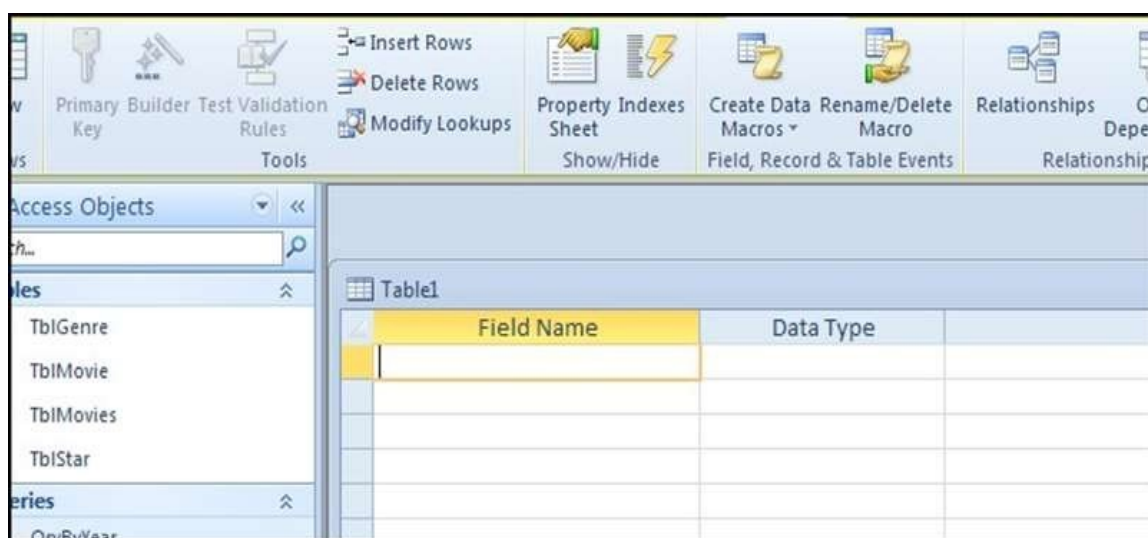 Insert Rows
Delete Rows
Modify Lookups
Primary Key
Builder
Test Validation Rules
Tools
Property Sheet
Indexes
Show/Hide
Create Data Macros
Rename/Delete Macro
Field, Record & Table Events
Relationships
Access Objects
Table1
Field Name
Data Type
TblGenre
TblMovie
TblMovies
TblStar
QryByYear